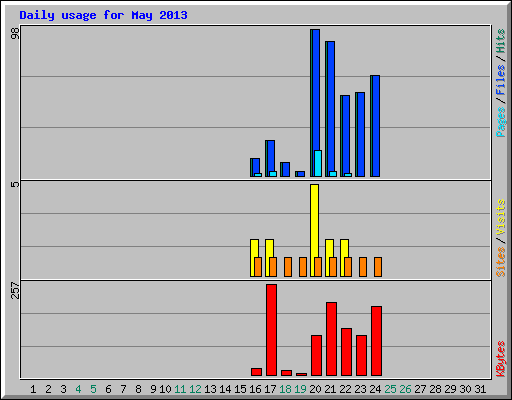 Daily usage for May 2013
98
Pages/Files/Hits
5
Sites/Visits
257
KBytes
1 2 3 4 5 6 7 8 9 10 11 12 13 14 15 16 17 18 19 20 21 22 23 24 25 26 27 28 29 30 31